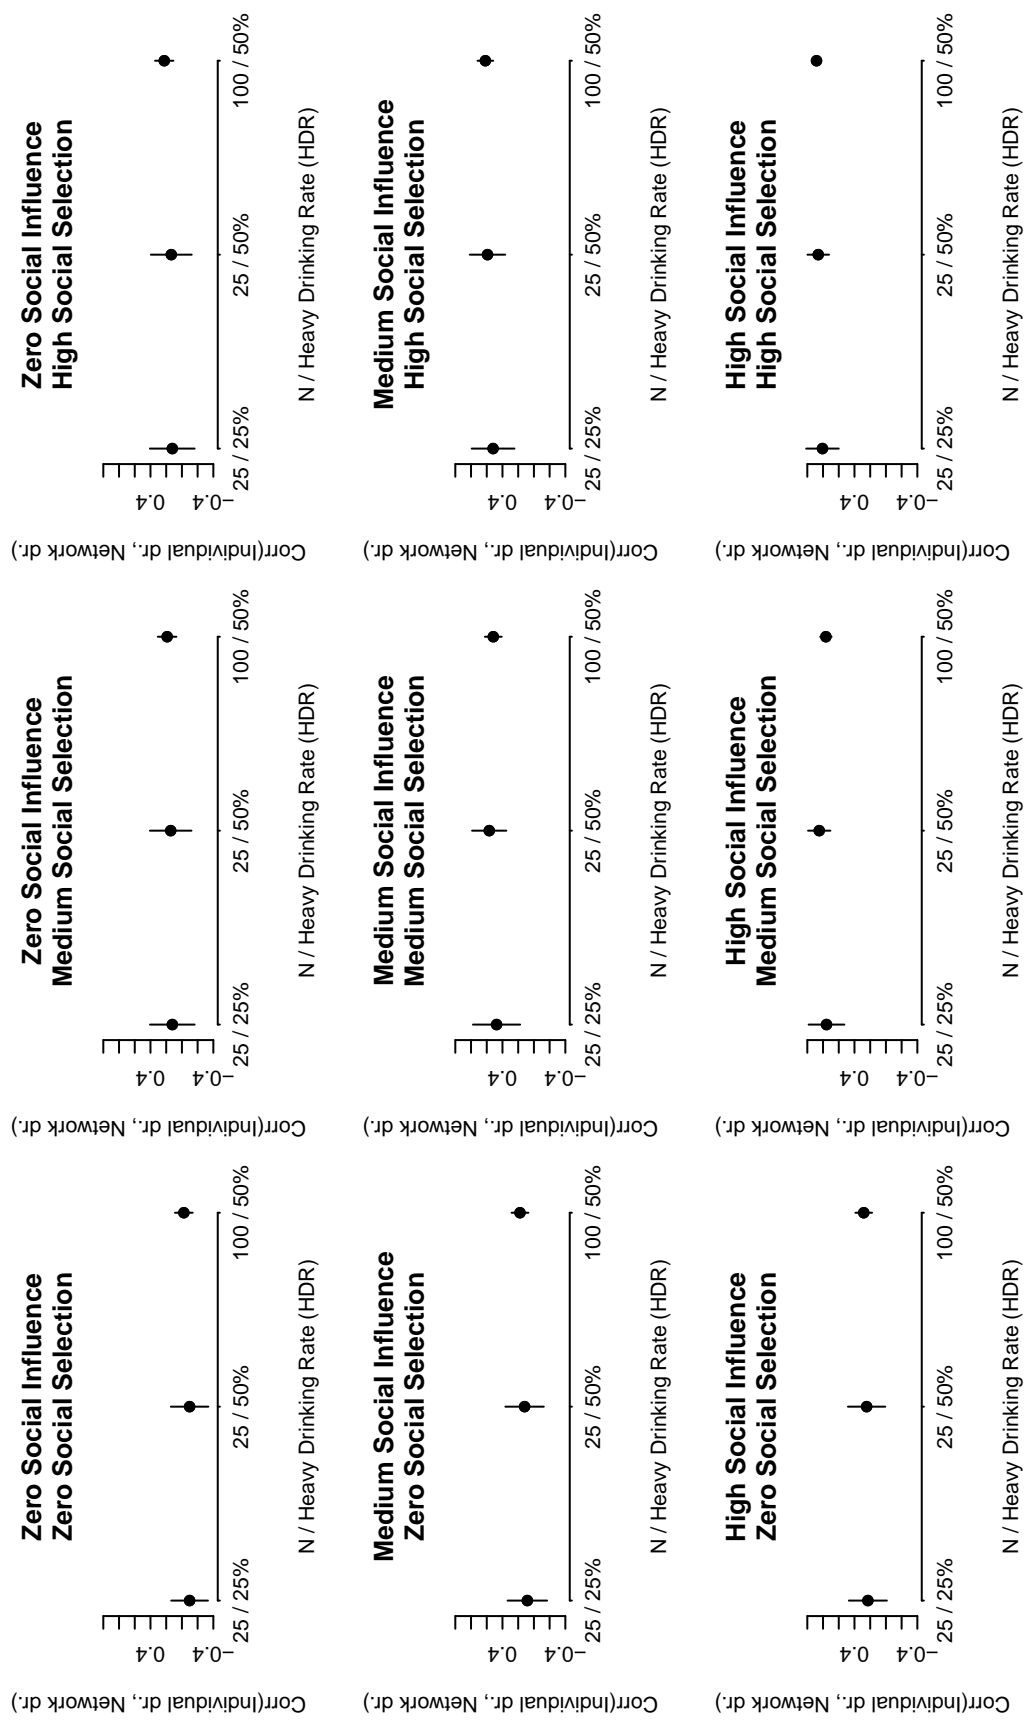 Zero Social Influence
Zero Social Selection
Corr(Individual dr., Network dr.)
0.4
−0.4
25 / 25%
25 / 50%
100 / 50%
N / Heavy Drinking Rate (HDR)
Zero Social Influence
Medium Social Selection
Corr(Individual dr., Network dr.)
0.4
−0.4
25 / 25%
25 / 50%
100 / 50%
N / Heavy Drinking Rate (HDR)
Zero Social Influence
High Social Selection
Corr(Individual dr., Network dr.)
0.4
−0.4
25 / 25%
25 / 50%
100 / 50%
N / Heavy Drinking Rate (HDR)
Medium Social Influence
Zero Social Selection
Corr(Individual dr., Network dr.)
0.4
−0.4
25 / 25%
25 / 50%
100 / 50%
N / Heavy Drinking Rate (HDR)
Medium Social Influence
Medium Social Selection
Corr(Individual dr., Network dr.)
0.4
−0.4
25 / 25%
25 / 50%
100 / 50%
N / Heavy Drinking Rate (HDR)
Medium Social Influence
High Social Selection
Corr(Individual dr., Network dr.)
0.4
−0.4
25 / 25%
25 / 50%
100 / 50%
N / Heavy Drinking Rate (HDR)
High Social Influence
Zero Social Selection
Corr(Individual dr., Network dr.)
0.4
−0.4
25 / 25%
25 / 50%
100 / 50%
N / Heavy Drinking Rate (HDR)
High Social Influence
Medium Social Selection
Corr(Individual dr., Network dr.)
0.4
−0.4
25 / 25%
25 / 50%
100 / 50%
N / Heavy Drinking Rate (HDR)
High Social Influence
High Social Selection
Corr(Individual dr., Network dr.)
0.4
−0.4
25 / 25%
25 / 50%
100 / 50%
N / Heavy Drinking Rate (HDR)